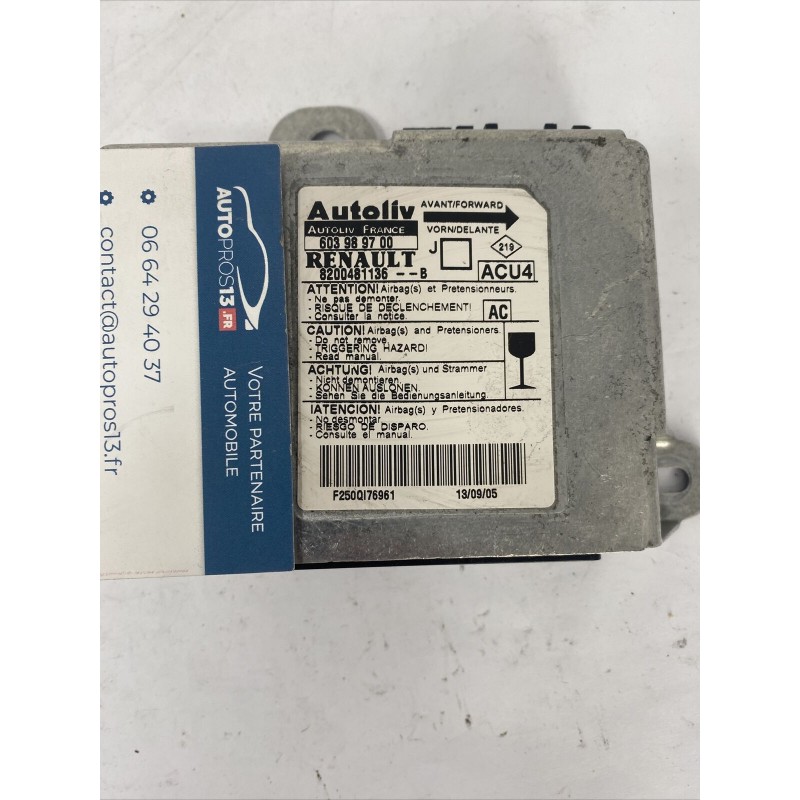 AUTOPROS13.FR
VOTRE PARTENAIRE
AUTOMOBILE
06 64 29 40 37
contact@autopros13.fr
Autoliv
AUTOLIV FRANCE
603 98 97 00
RENAULT
8200481136 --B
AVANT/FORWARD
VORN/DELANTE
J
219
ACU4
ATTENTION! Airbag(s) et Pretensionneurs.
- Ne pas demonter.
- RISQUE DE DECLENCHEMENT!
- Consulter la notice.
AC
CAUTION! Airbag(s) and Pretensioners.
- Do not remove.
- TRIGGERING HAZARD!
- Read manual.
ACHTUNG! Airbag(s) und Strammer
- Nicht demontieren.
- KONNEN AUSLONEN.
- Sehen Sie die Bedienungsanleitung.
IATENCION! Airbag(s) y Pretensionadores.
- No desmontar.
- RIESGO DE DISPARO.
- Consulte el manual.
F250QI76961
13/09/05